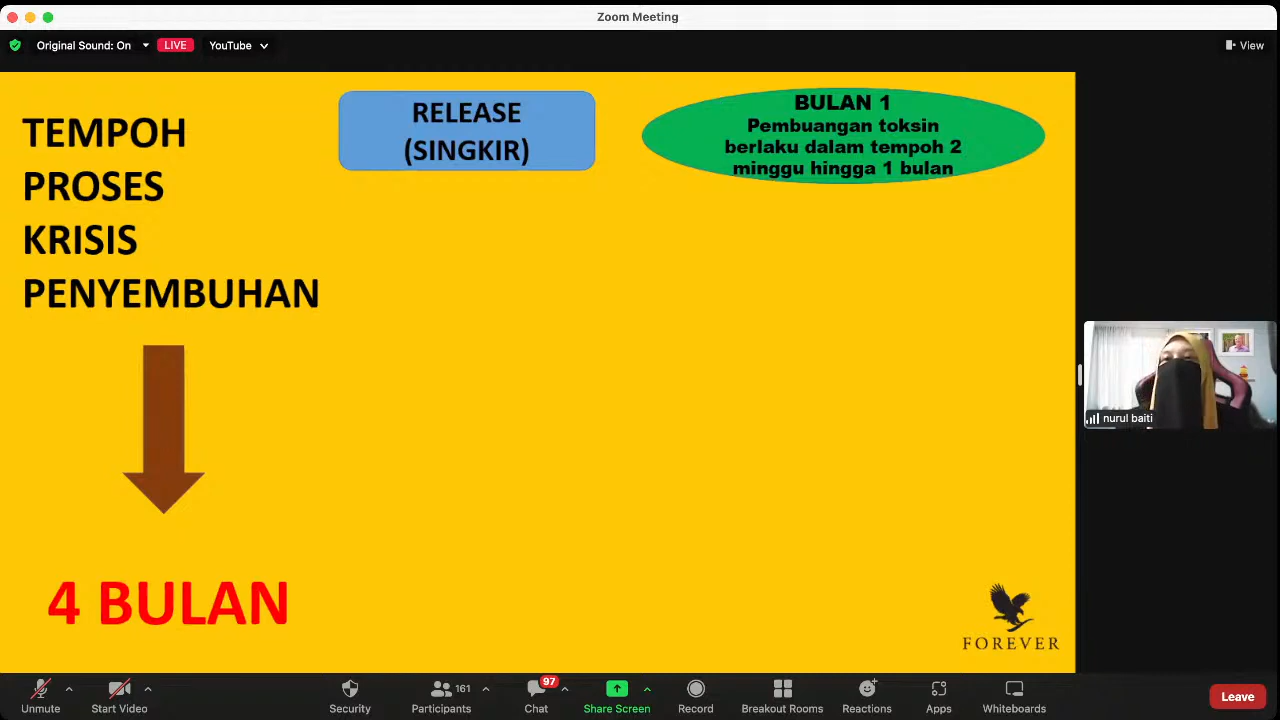 Zoom Meeting
Original Sound: On
LIVE
YouTube
View
TEMPOH
PROSES
KRISIS
PENYEMBUHAN
4 BULAN
RELEASE
(SINGKIR)
BULAN 1
Pembuangan toksin
berlaku dalam tempoh 2
minggu hingga 1 bulan
FOREVER
nurul baiti
Unmute
Start Video
Security
161
Participants
97
Chat
Share Screen
Record
Breakout Rooms
Reactions
Apps
Whiteboards
Leave